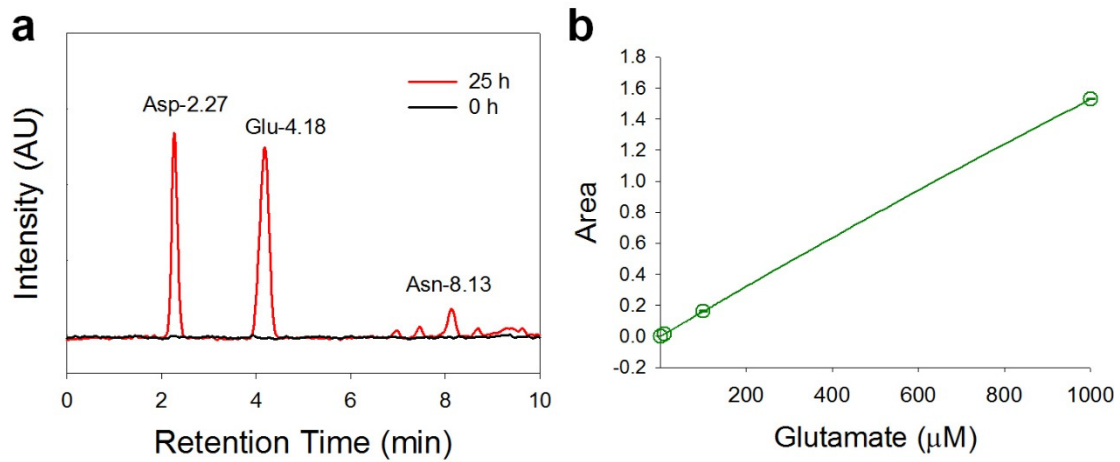 a
Intensity (AU)
Asp-2.27
Glu-4.18
Asn-8.13
25 h
0 h
0 2 4 6 8 10
Retention Time (min)
b
Area
1.8
1.6
1.4
1.2
1.0
0.8
0.6
0.4
0.2
0.0
-0.2
200 400 600 800 1000
Glutamate (μM)